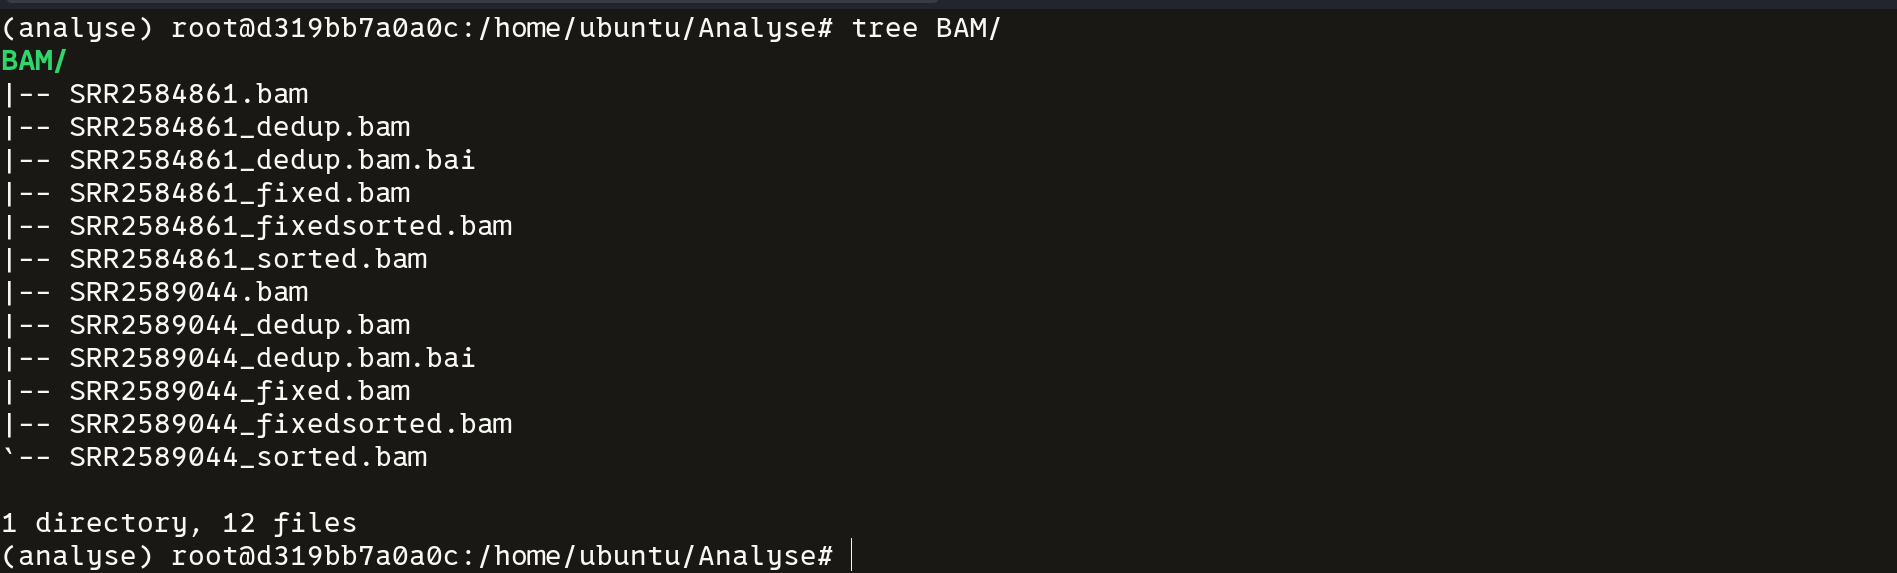 (analyse) root@d319bb7a0a0c:/home/ubuntu/Analyse# tree BAM/
BAM/
|-- SRR2584861.bam
|-- SRR2584861_dedup.bam
|-- SRR2584861_dedup.bam.bai
|-- SRR2584861_fixed.bam
|-- SRR2584861_fixedsorted.bam
|-- SRR2584861_sorted.bam
|-- SRR2589044.bam
|-- SRR2589044_dedup.bam
|-- SRR2589044_dedup.bam.bai
|-- SRR2589044_fixed.bam
|-- SRR2589044_fixedsorted.bam
`-- SRR2589044_sorted.bam
1 directory, 12 files
(analyse) root@d319bb7a0a0c:/home/ubuntu/Analyse#